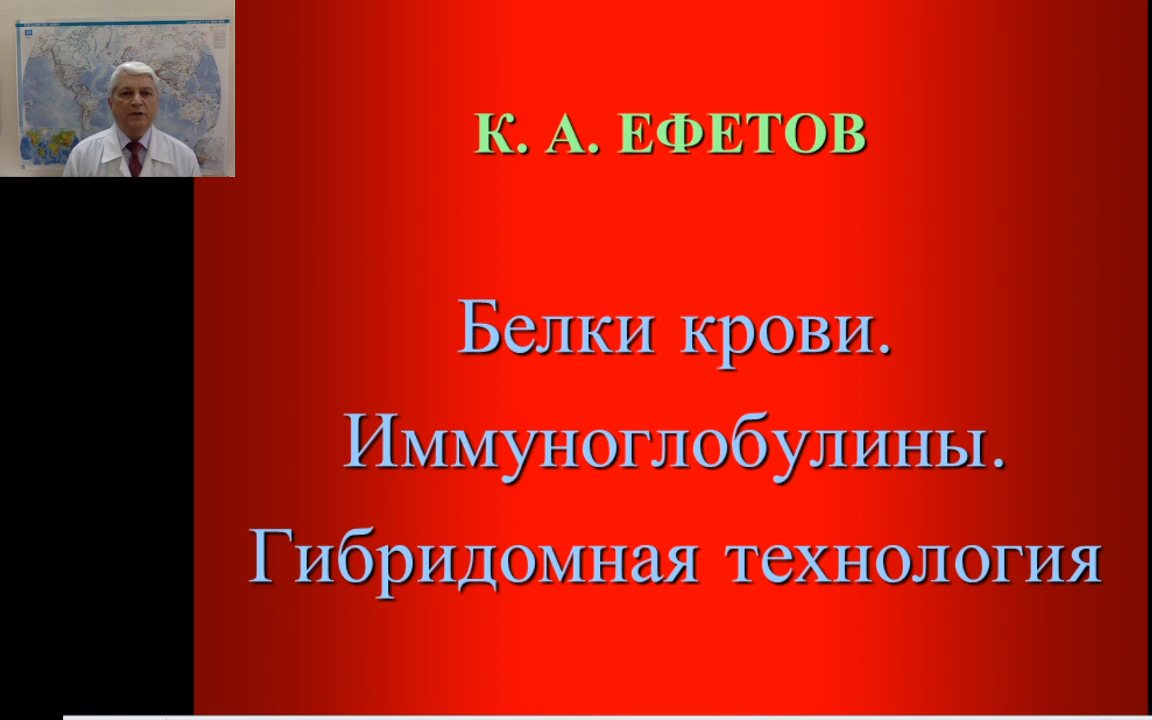 К. А. ЕФЕТОВ
Белки крови.
Иммуноглобулины.
Гибридомная технология